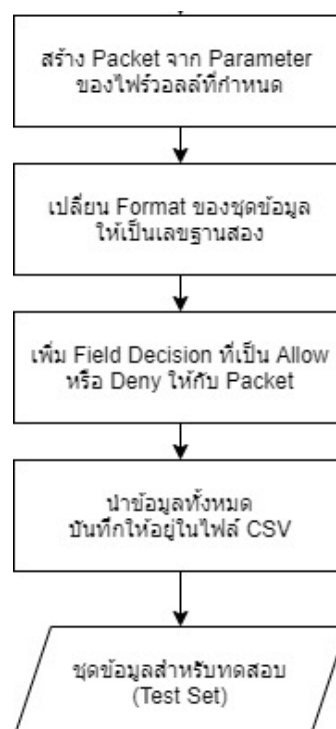 สร้าง Packet จาก Parameter
ของไฟร์วอลล์ที่กำหนด
เปลี่ยน Format ของชุดข้อมูล
ให้เป็นเลขฐานสอง
เพิ่ม Field Decision ที่เป็น Allow
หรือ Deny ให้กับ Packet
นำข้อมูลทั้งหมด
บันทึกให้อยู่ในไฟล์ CSV
ชุดข้อมูลสำหรับทดสอบ
(Test Set)